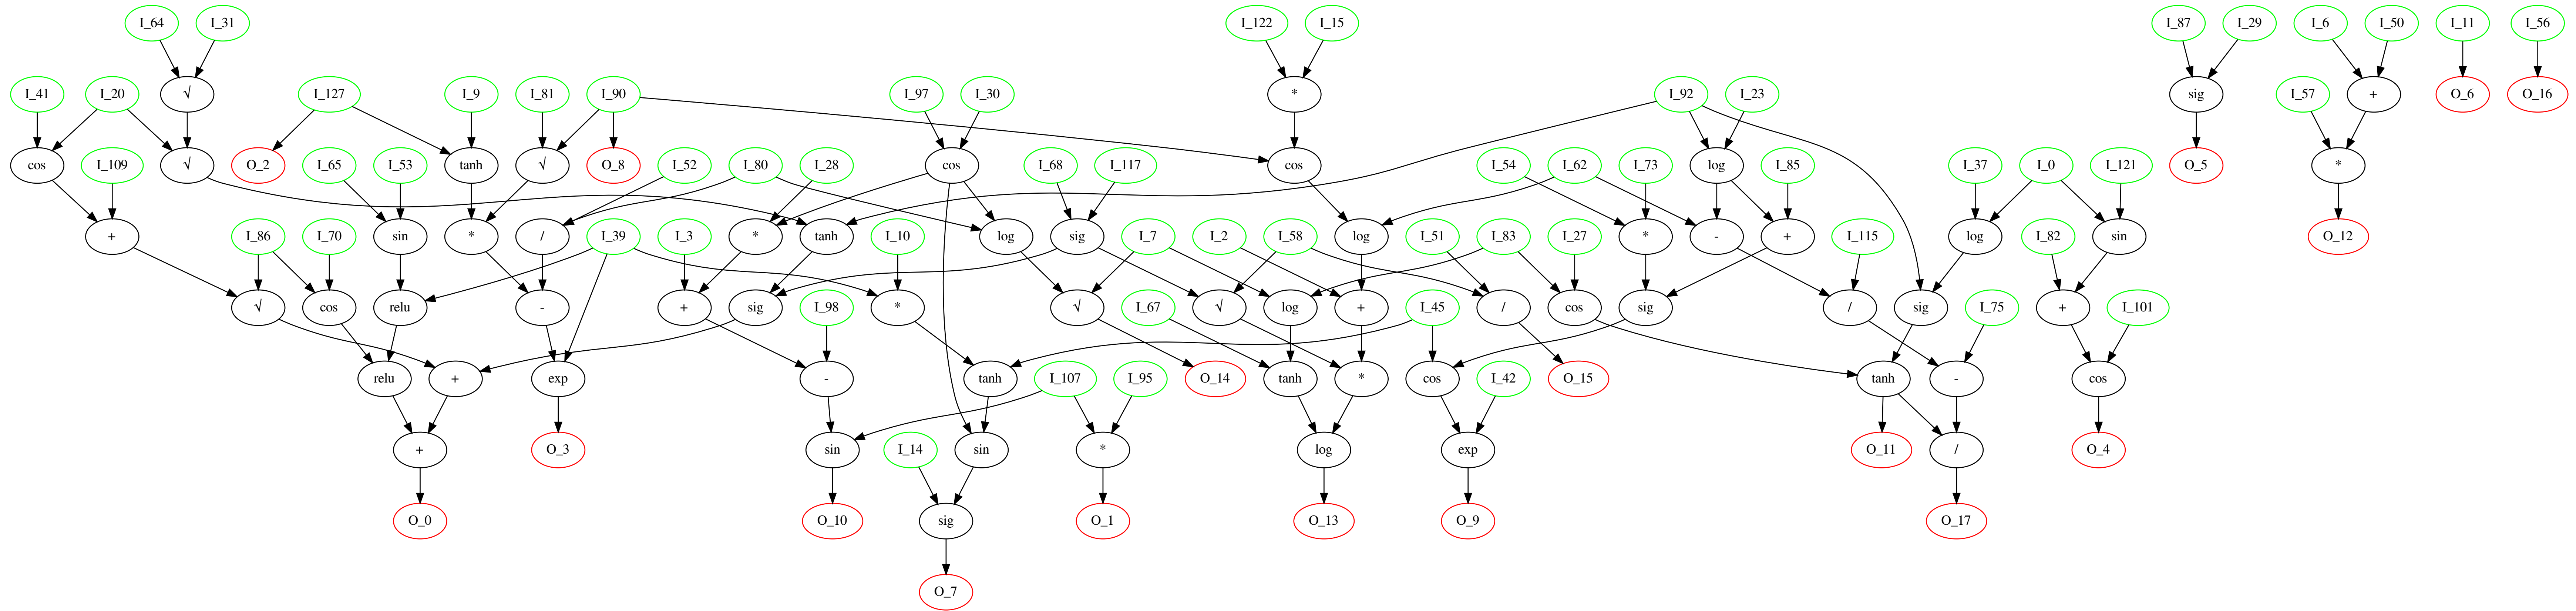 I_64 I_31 I_122 I_15 I_87 I_29 I_6 I_50 I_11 I_56
I_41 I_20 √ I_127 I_9 I_81 I_90 I_97 I_30 * I_92 I_23 sig I_57 + O_6 O_16
cos I_109 √ O_2 I_65 I_53 tanh √ O_8 I_52 I_80 I_28 cos I_68 I_117 cos I_54 I_62 I_73 log I_85 I_37 I_0 I_121 O_5 *
+ I_86 I_70 sin * / I_39 I_3 * tanh I_10 log sig I_7 I_2 I_58 log I_51 I_83 I_27 * - + I_115 log I_82 sin O_12
√ cos relu - + sig I_98 * √ I_67 √ log + I_45 / cos sig / sig I_75 + I_101
relu + exp - tanh I_107 I_95 O_14 tanh * cos I_42 O_15 tanh - cos
+ O_3 sin I_14 sin * log exp O_11 / O_4
O_0 O_10 sig O_1 O_13 O_9 O_17
O_7